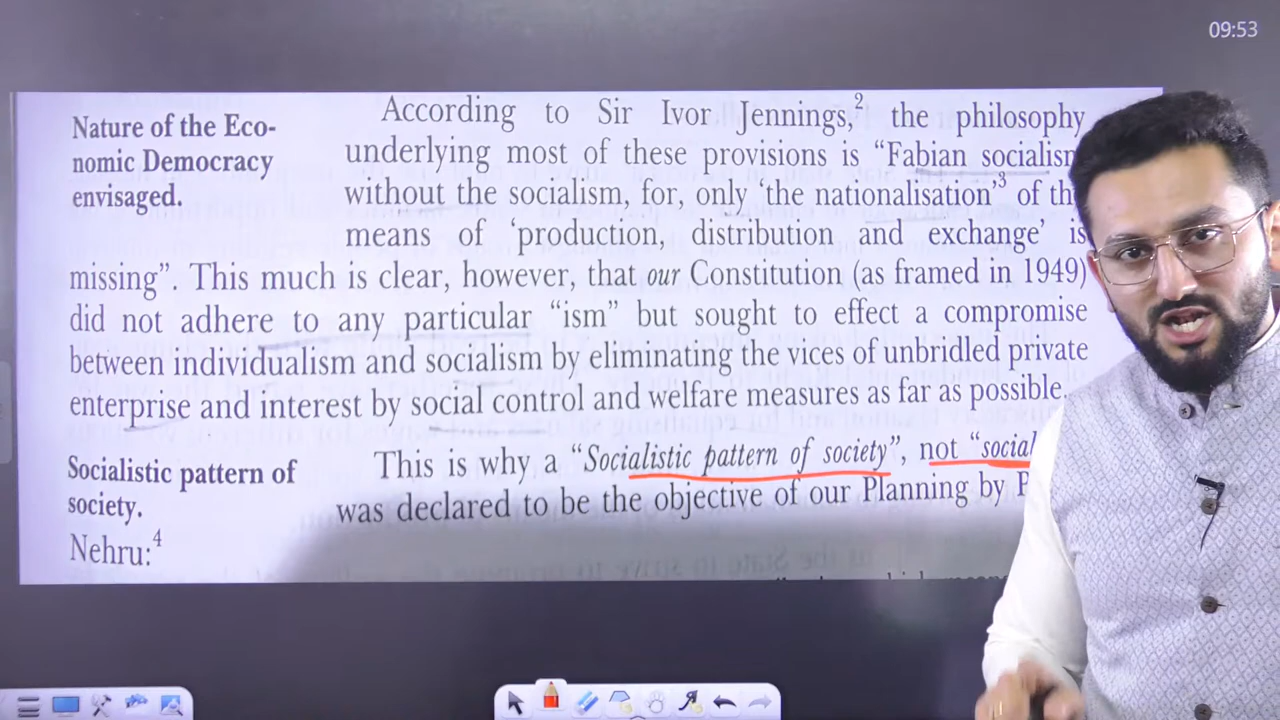 09:53
Nature of the Eco-
nomic Democracy
envisaged.
According to Sir Ivor Jennings,2 the philosophy
underlying most of these provisions is “Fabian socialism
without the socialism, for, only ‘the nationalisation’3 of the
means of ‘production, distribution and exchange’ is
missing”. This much is clear, however, that our Constitution (as framed in 1949)
did not adhere to any particular “ism” but sought to effect a compromise
between individualism and socialism by eliminating the vices of unbridled private
enterprise and interest by social control and welfare measures as far as possible.
Socialistic pattern of
society.
This is why a “Socialistic pattern of society”, not
was declared to be the objective of our Planning by
Nehru:4